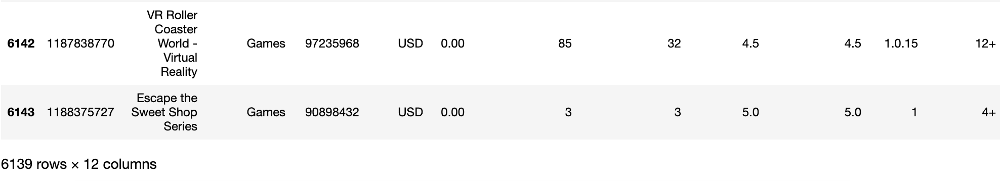 VR Roller
Coaster
6142 1187838770 World - Games 97235968 USD 0.00 85 32 4.5 4.5 1.0.15 12+
Virtual
Reality
Escape the
6143 1188375727 Sweet Shop Games 90898432 USD 0.00 3 3 5.0 5.0 1 4+
Series
6139 rows × 12 columns